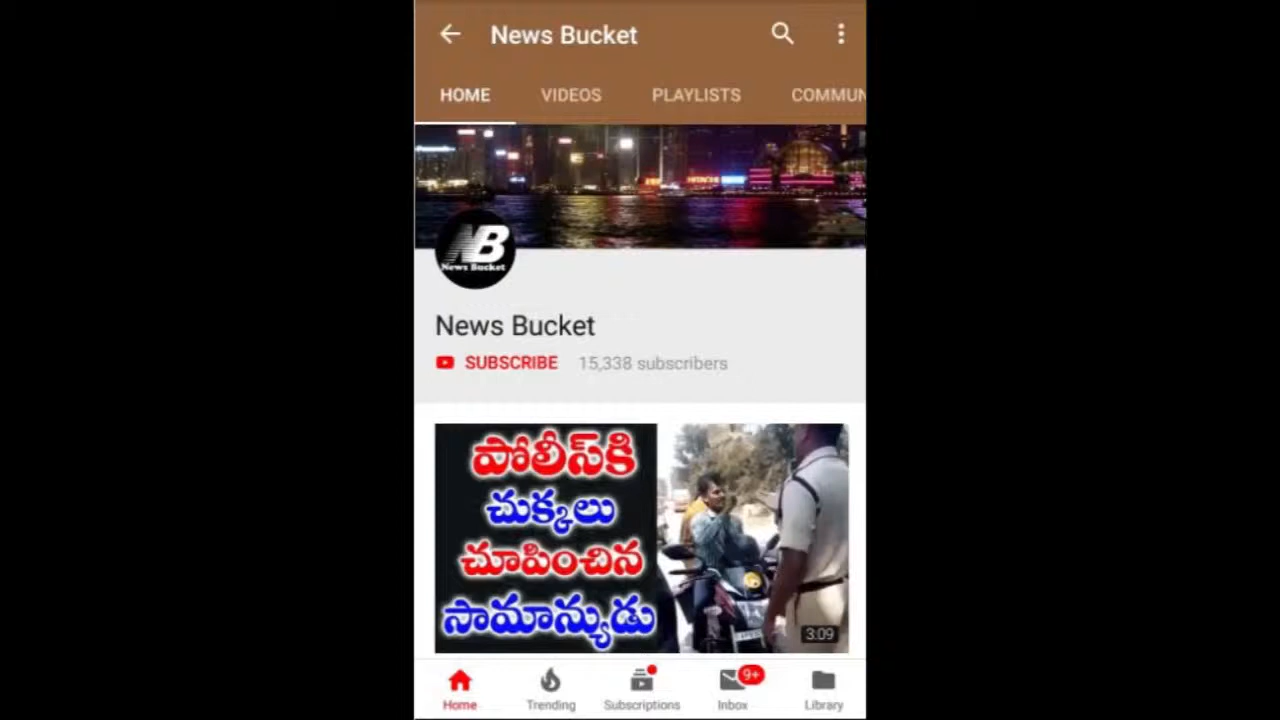 News Bucket
HOME VIDEOS PLAYLISTS COMMUN
HITACHI
NB
News Bucket
News Bucket
SUBSCRIBE 15,338 subscribers
పోలీస్‌కి
చుక్కలు
చూపించిన
సామాన్యుడు
3:09
9+
Home Trending Subscriptions Inbox Library